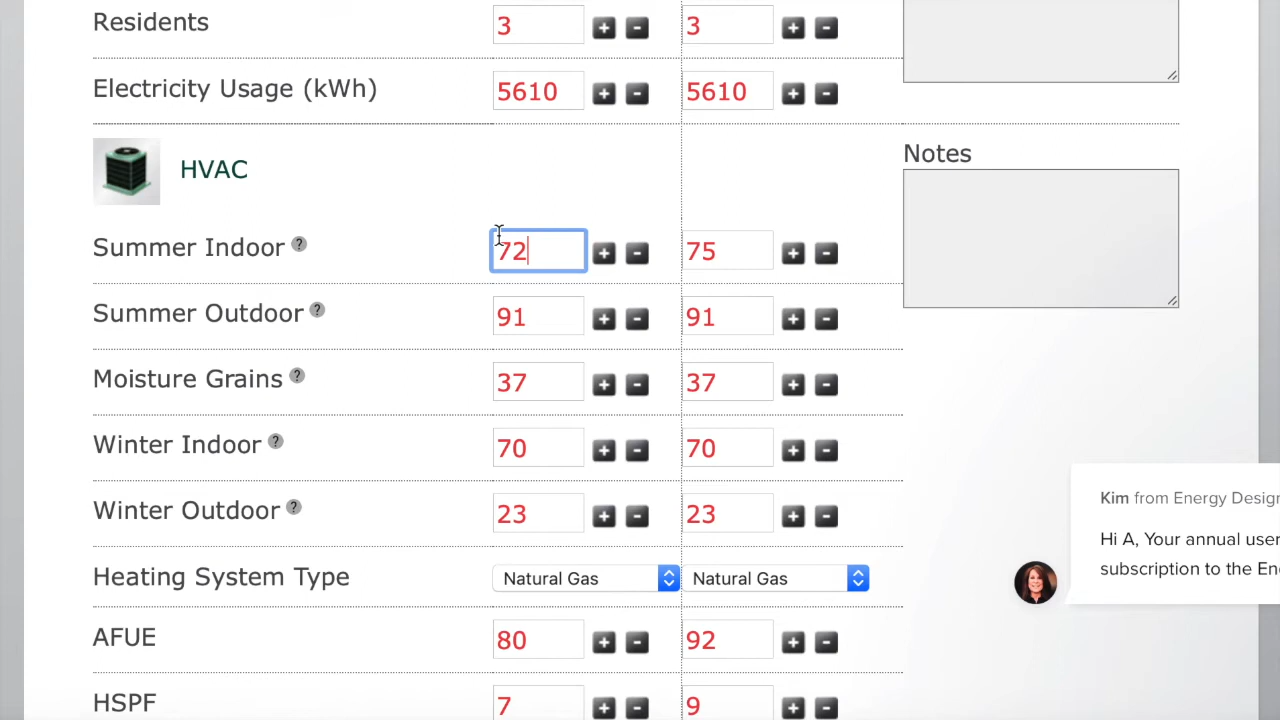 Residents 3 + - 3 + -
Electricity Usage (kWh) 5610 + - 5610 + -
HVAC
Notes
Summer Indoor ? 72 + - 75 + -
Summer Outdoor ? 91 + - 91 + -
Moisture Grains ? 37 + - 37 + -
Winter Indoor ? 70 + - 70 + -
Winter Outdoor ? 23 + - 23 + -
Kim from Energy Design
Hi A, Your annual user
subscription to the En
Heating System Type Natural Gas Natural Gas
AFUE 80 + - 92 + -
HSPF 7 + - 9 + -